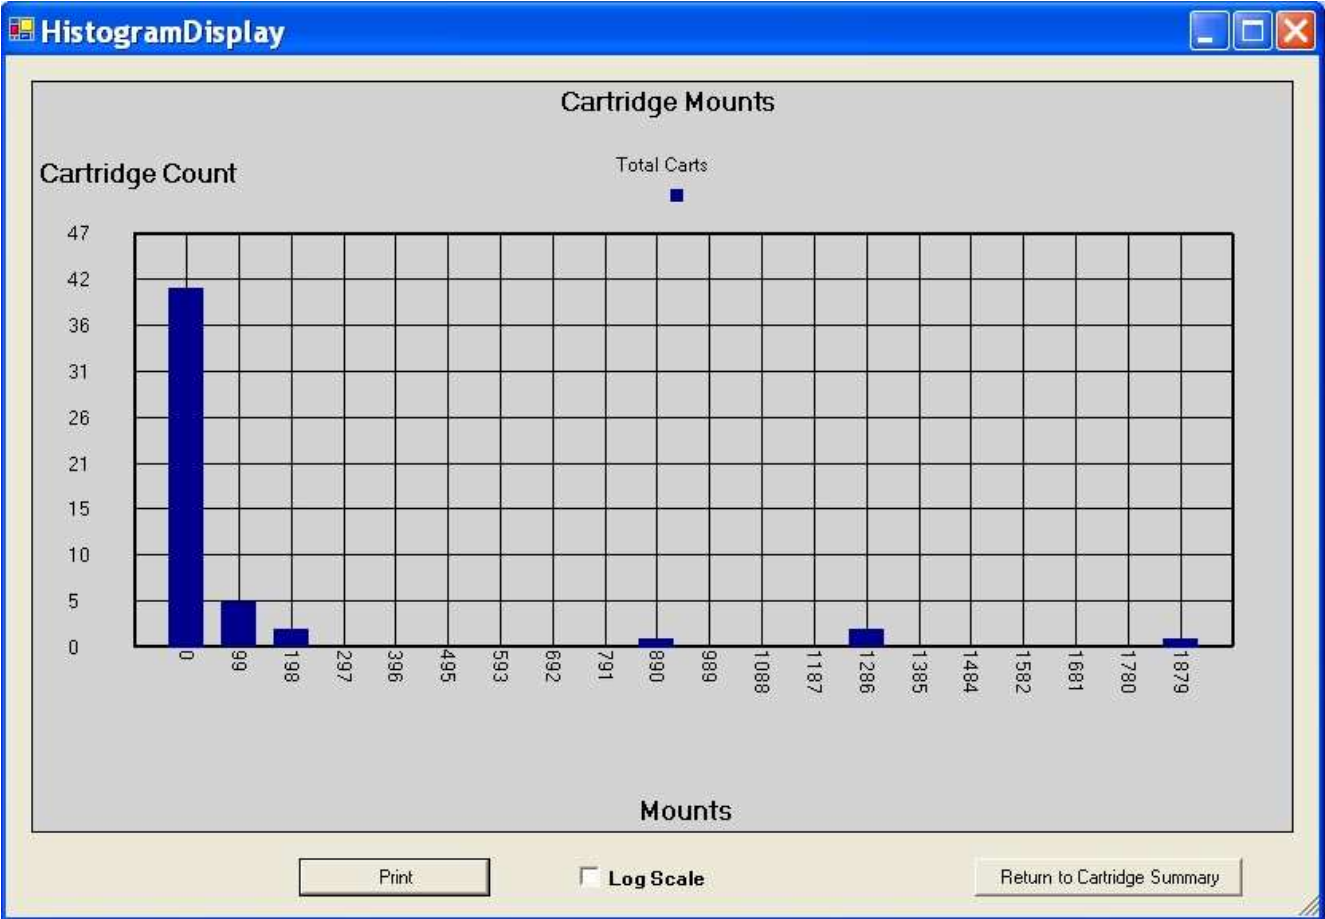 HistogramDisplay
Cartridge Mounts
Cartridge Count
Total Carts
47
42
36
31
26
21
15
10
5
0
0 99 198 297 396 495 593 692 791 890 989 1088 1187 1286 1385 1484 1582 1681 1780 1879
Mounts
Print Log Scale Return to Cartridge Summary